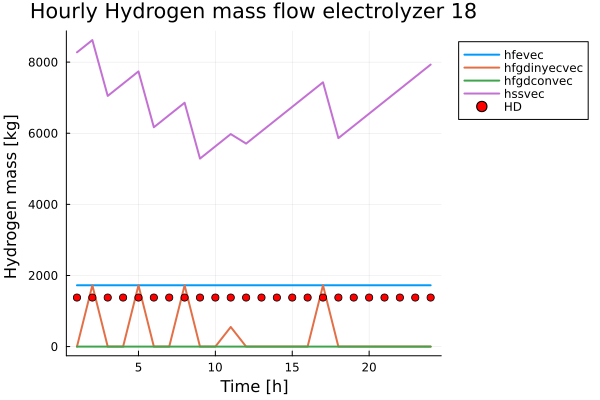 Hourly Hydrogen mass flow electrolyzer 18
8000
6000
4000
2000
0
Hydrogen mass [kg]
5
10
15
20
Time [h]
hfevec
hfgdinyecvec
hfgdconvec
hssvec
HD